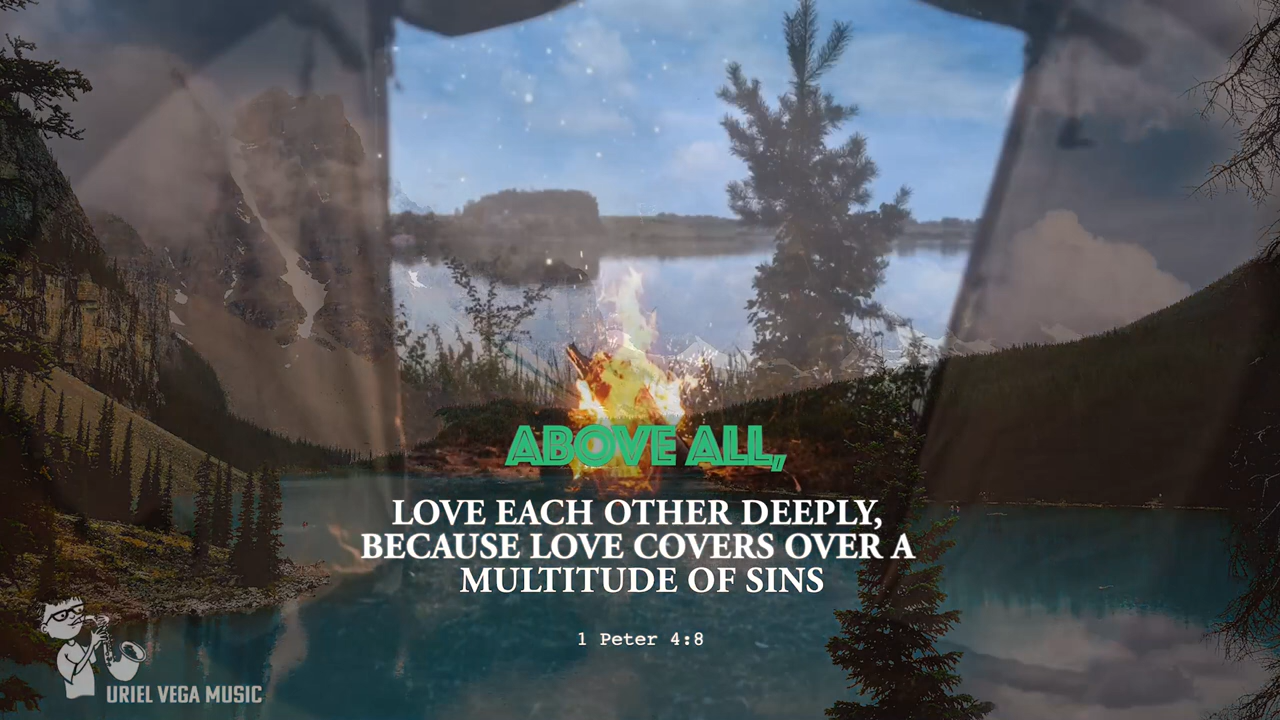 ABOVE ALL,
LOVE EACH OTHER DEEPLY,
BECAUSE LOVE COVERS OVER A
MULTITUDE OF SINS
1 Peter 4:8
URIEL VEGA MUSIC